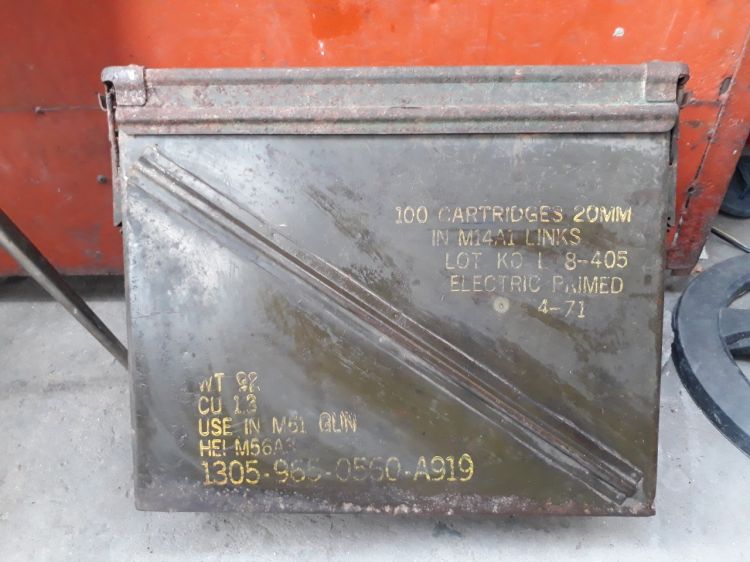 100 CARTRIDGES 20MM
IN M14A1 LINKS
LOT KO L 8-405
ELECTRIC PRIMED
4-71
WT 92
CU 1.3
USE IN M61 GUN
HEI M56A3
1305-965-0560-A919